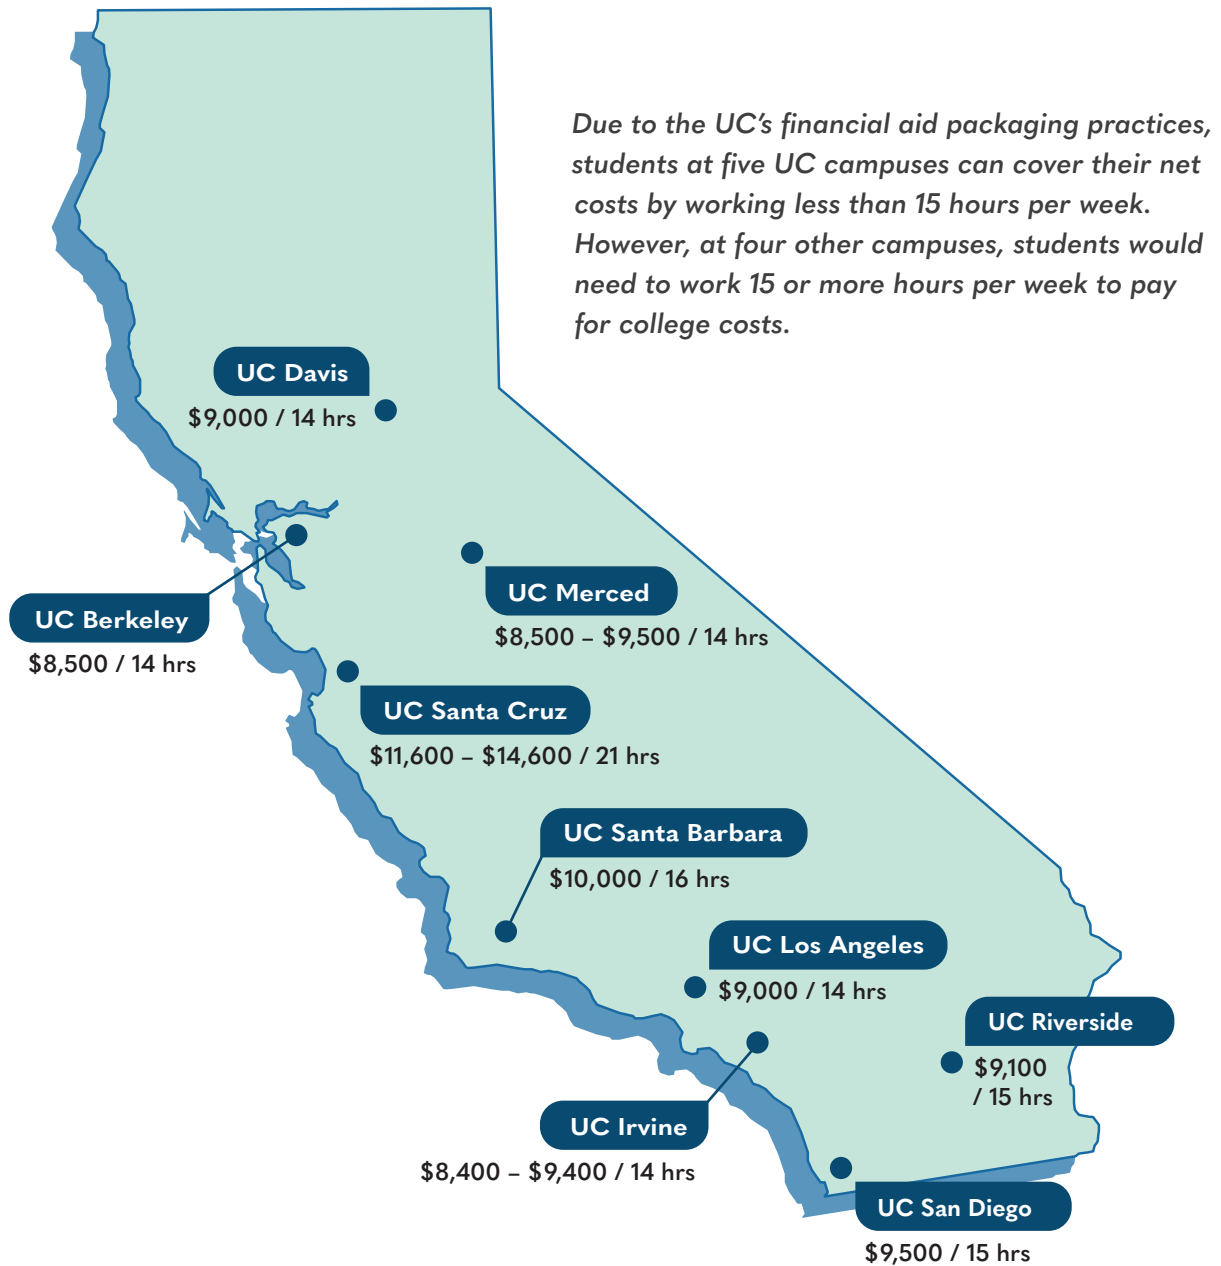 Due to the UC’s financial aid packaging practices,
students at five UC campuses can cover their net
costs by working less than 15 hours per week.
However, at four other campuses, students would
need to work 15 or more hours per week to pay
for college costs.
UC Davis
$9,000 / 14 hrs
UC Berkeley
$8,500 / 14 hrs
UC Merced
$8,500 – $9,500 / 14 hrs
UC Santa Cruz
$11,600 – $14,600 / 21 hrs
UC Santa Barbara
$10,000 / 16 hrs
UC Los Angeles
$9,000 / 14 hrs
UC Riverside
$9,100
/ 15 hrs
UC Irvine
$8,400 – $9,400 / 14 hrs
UC San Diego
$9,500 / 15 hrs